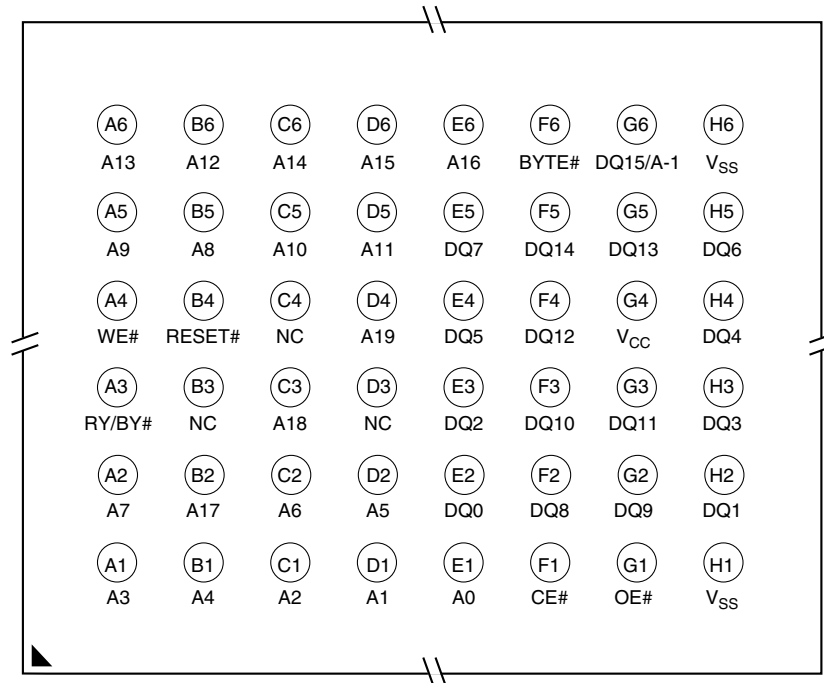 A6 B6 C6 D6 E6 F6 G6 H6
A13 A12 A14 A15 A16 BYTE# DQ15/A-1 VSS
A5 B5 C5 D5 E5 F5 G5 H5
A9 A8 A10 A11 DQ7 DQ14 DQ13 DQ6
A4 B4 C4 D4 E4 F4 G4 H4
WE# RESET# NC A19 DQ5 DQ12 VCC DQ4
A3 B3 C3 D3 E3 F3 G3 H3
RY/BY# NC A18 NC DQ2 DQ10 DQ11 DQ3
A2 B2 C2 D2 E2 F2 G2 H2
A7 A17 A6 A5 DQ0 DQ8 DQ9 DQ1
A1 B1 C1 D1 E1 F1 G1 H1
A3 A4 A2 A1 A0 CE# OE# VSS